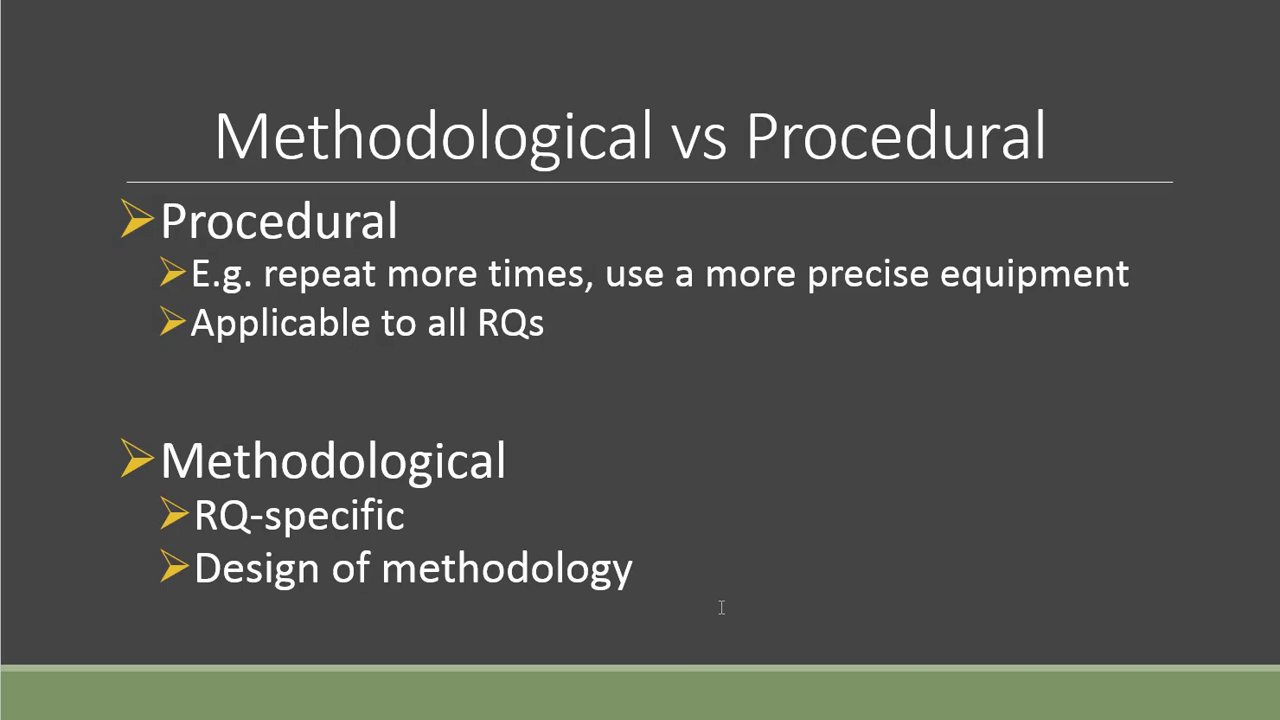 Methodological vs Procedural
Procedural
E.g. repeat more times, use a more precise equipment
Applicable to all RQs
Methodological
RQ-specific
Design of methodology